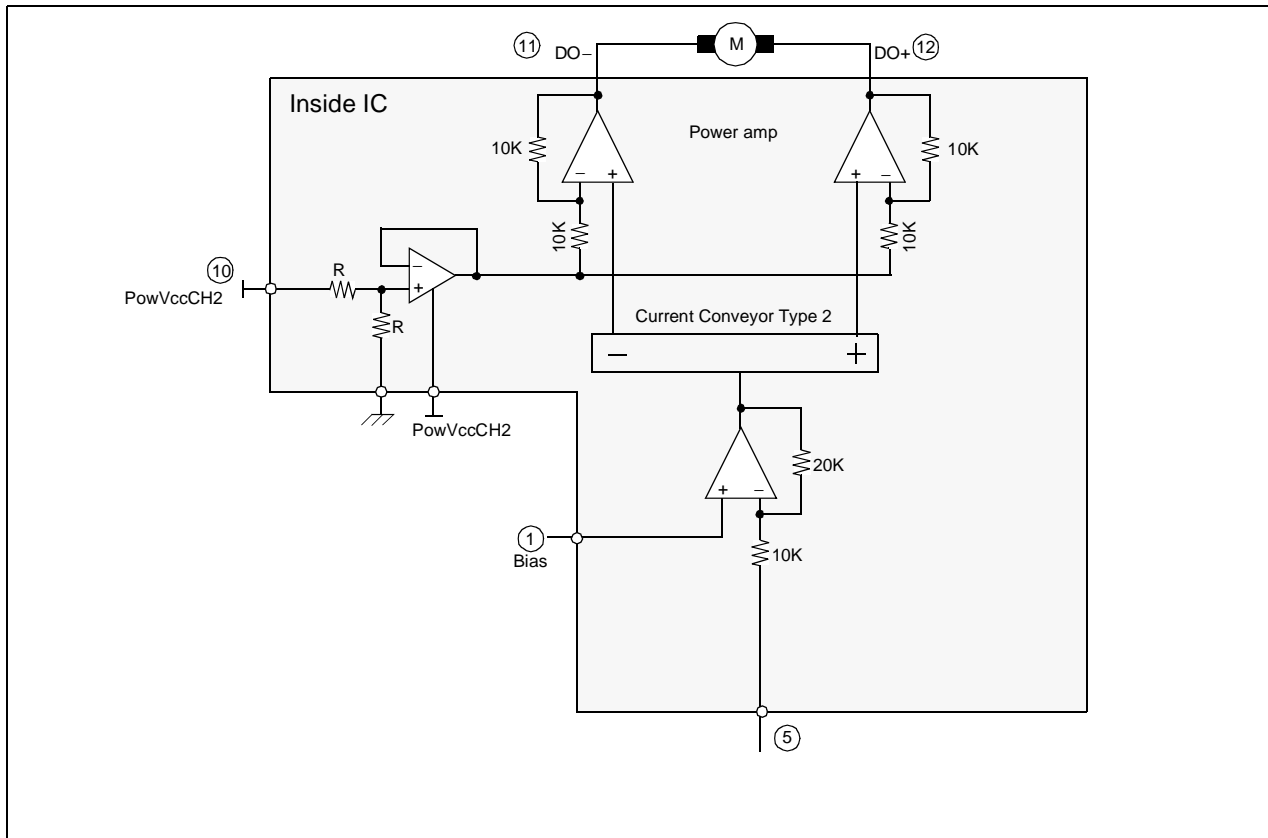 11 DO− M DO+ 12
Inside IC
Power amp
10K − + + − 10K
10K 10K
10 R − +
PowVccCH2
R
Current Conveyor Type 2
− +
PowVccCH2
20K
+ −
1
Bias
10K
5